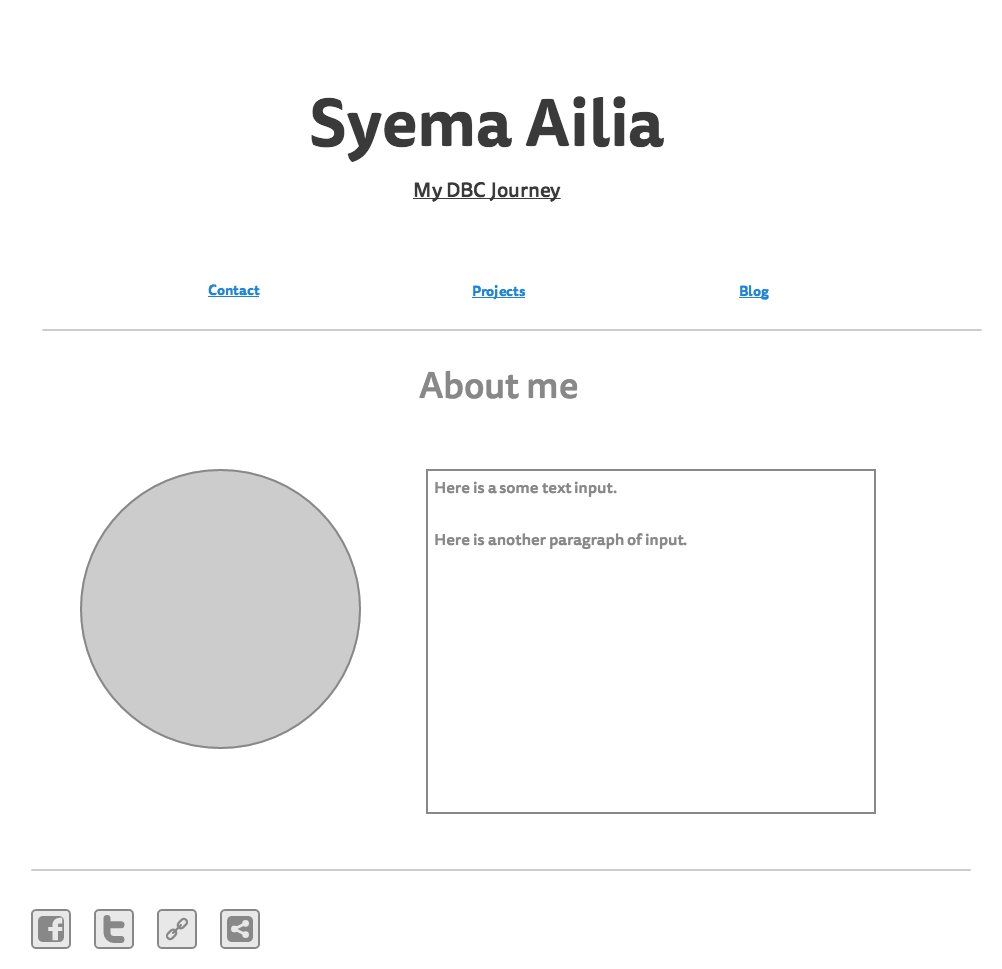 Syema Ailia
My DBC Journey
Contact Projects Blog
About me
Here is a some text input.
Here is another paragraph of input.